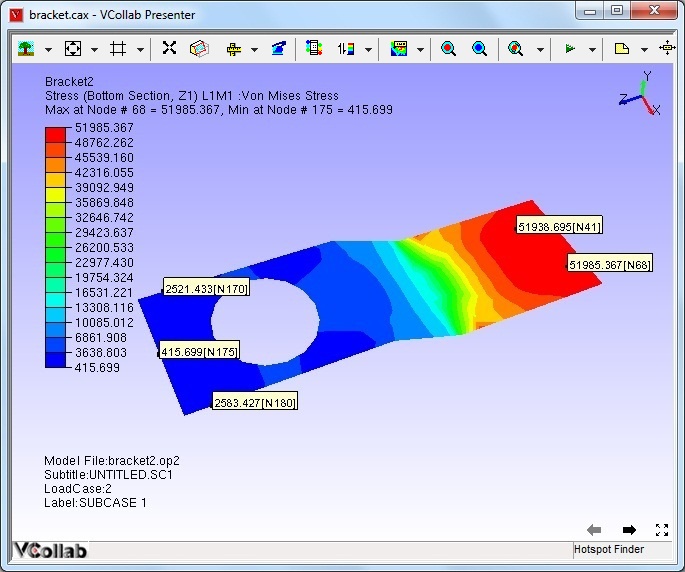 bracket.cax - VCollab Presenter
Bracket2
Stress (Bottom Section, Z1) L1M1 :Von Mises Stress
Max at Node # 68 = 51985.367, Min at Node # 175 = 415.699
Y
Z
X
51985.367
48762.262
45539.160
42316.055
39092.949
35869.848
32646.742
29423.637
26200.533
22977.430
19754.324
16531.221
13308.116
10085.012
6861.908
3638.803
415.699
51938.695[N41]
51985.367[N68]
2521.433[N170]
415.699[N175]
2583.427[N180]
Model File:bracket2.op2
Subtitle:UNTITLED.SC1
LoadCase:2
Label:SUBCASE 1
VCollab
Hotspot Finder